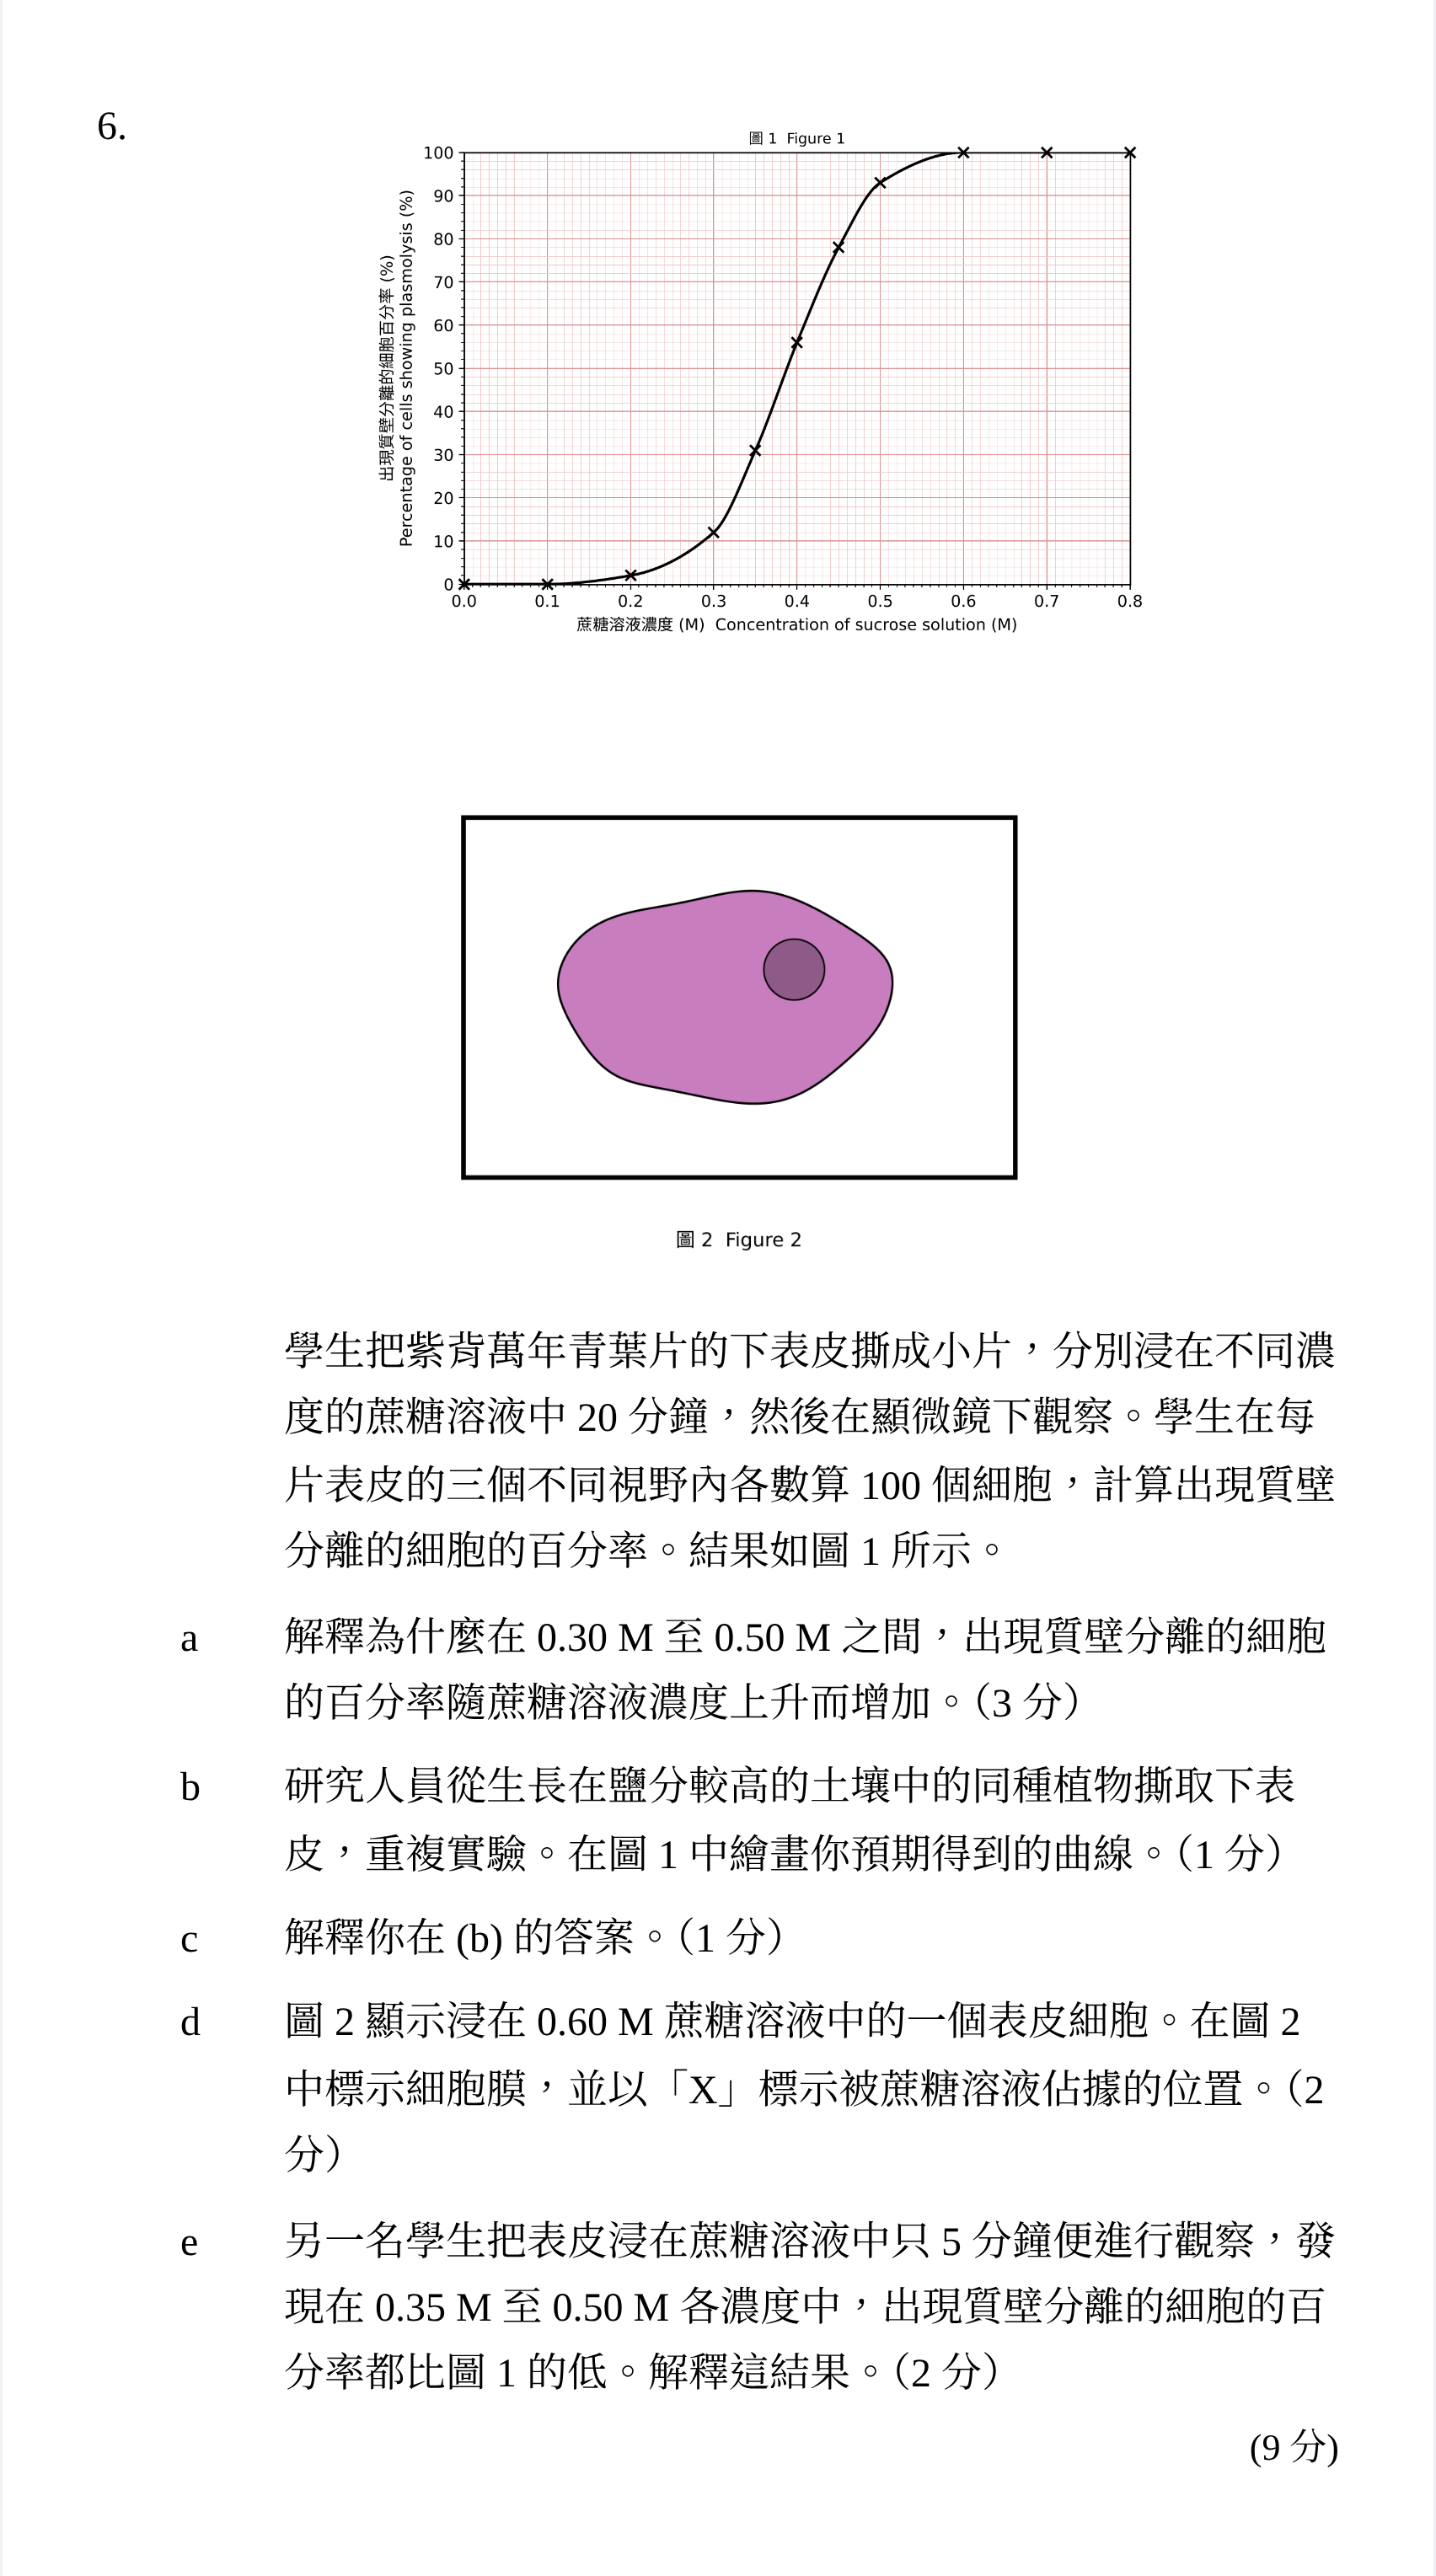 6.
圖 1  Figure 1
100
90
80
70
60
50
40
30
20
10
0
出現質壁分離的細胞百分率 (%)
Percentage of cells showing plasmolysis (%)
0.0 0.1 0.2 0.3 0.4 0.5 0.6 0.7 0.8
蔗糖溶液濃度 (M)  Concentration of sucrose solution (M)
圖 2  Figure 2
學生把紫背萬年青葉片的下表皮撕成小片，分別浸在不同濃
度的蔗糖溶液中 20 分鐘，然後在顯微鏡下觀察。學生在每
片表皮的三個不同視野內各數算 100 個細胞，計算出現質壁
分離的細胞的百分率。結果如圖 1 所示。
a 解釋為什麼在 0.30 M 至 0.50 M 之間，出現質壁分離的細胞
的百分率隨蔗糖溶液濃度上升而增加。（3 分）
b 研究人員從生長在鹽分較高的土壤中的同種植物撕取下表
皮，重複實驗。在圖 1 中繪畫你預期得到的曲線。（1 分）
c 解釋你在 (b) 的答案。（1 分）
d 圖 2 顯示浸在 0.60 M 蔗糖溶液中的一個表皮細胞。在圖 2
中標示細胞膜，並以「X」標示被蔗糖溶液佔據的位置。（2
分）
e 另一名學生把表皮浸在蔗糖溶液中只 5 分鐘便進行觀察，發
現在 0.35 M 至 0.50 M 各濃度中，出現質壁分離的細胞的百
分率都比圖 1 的低。解釋這結果。（2 分）
(9 分)